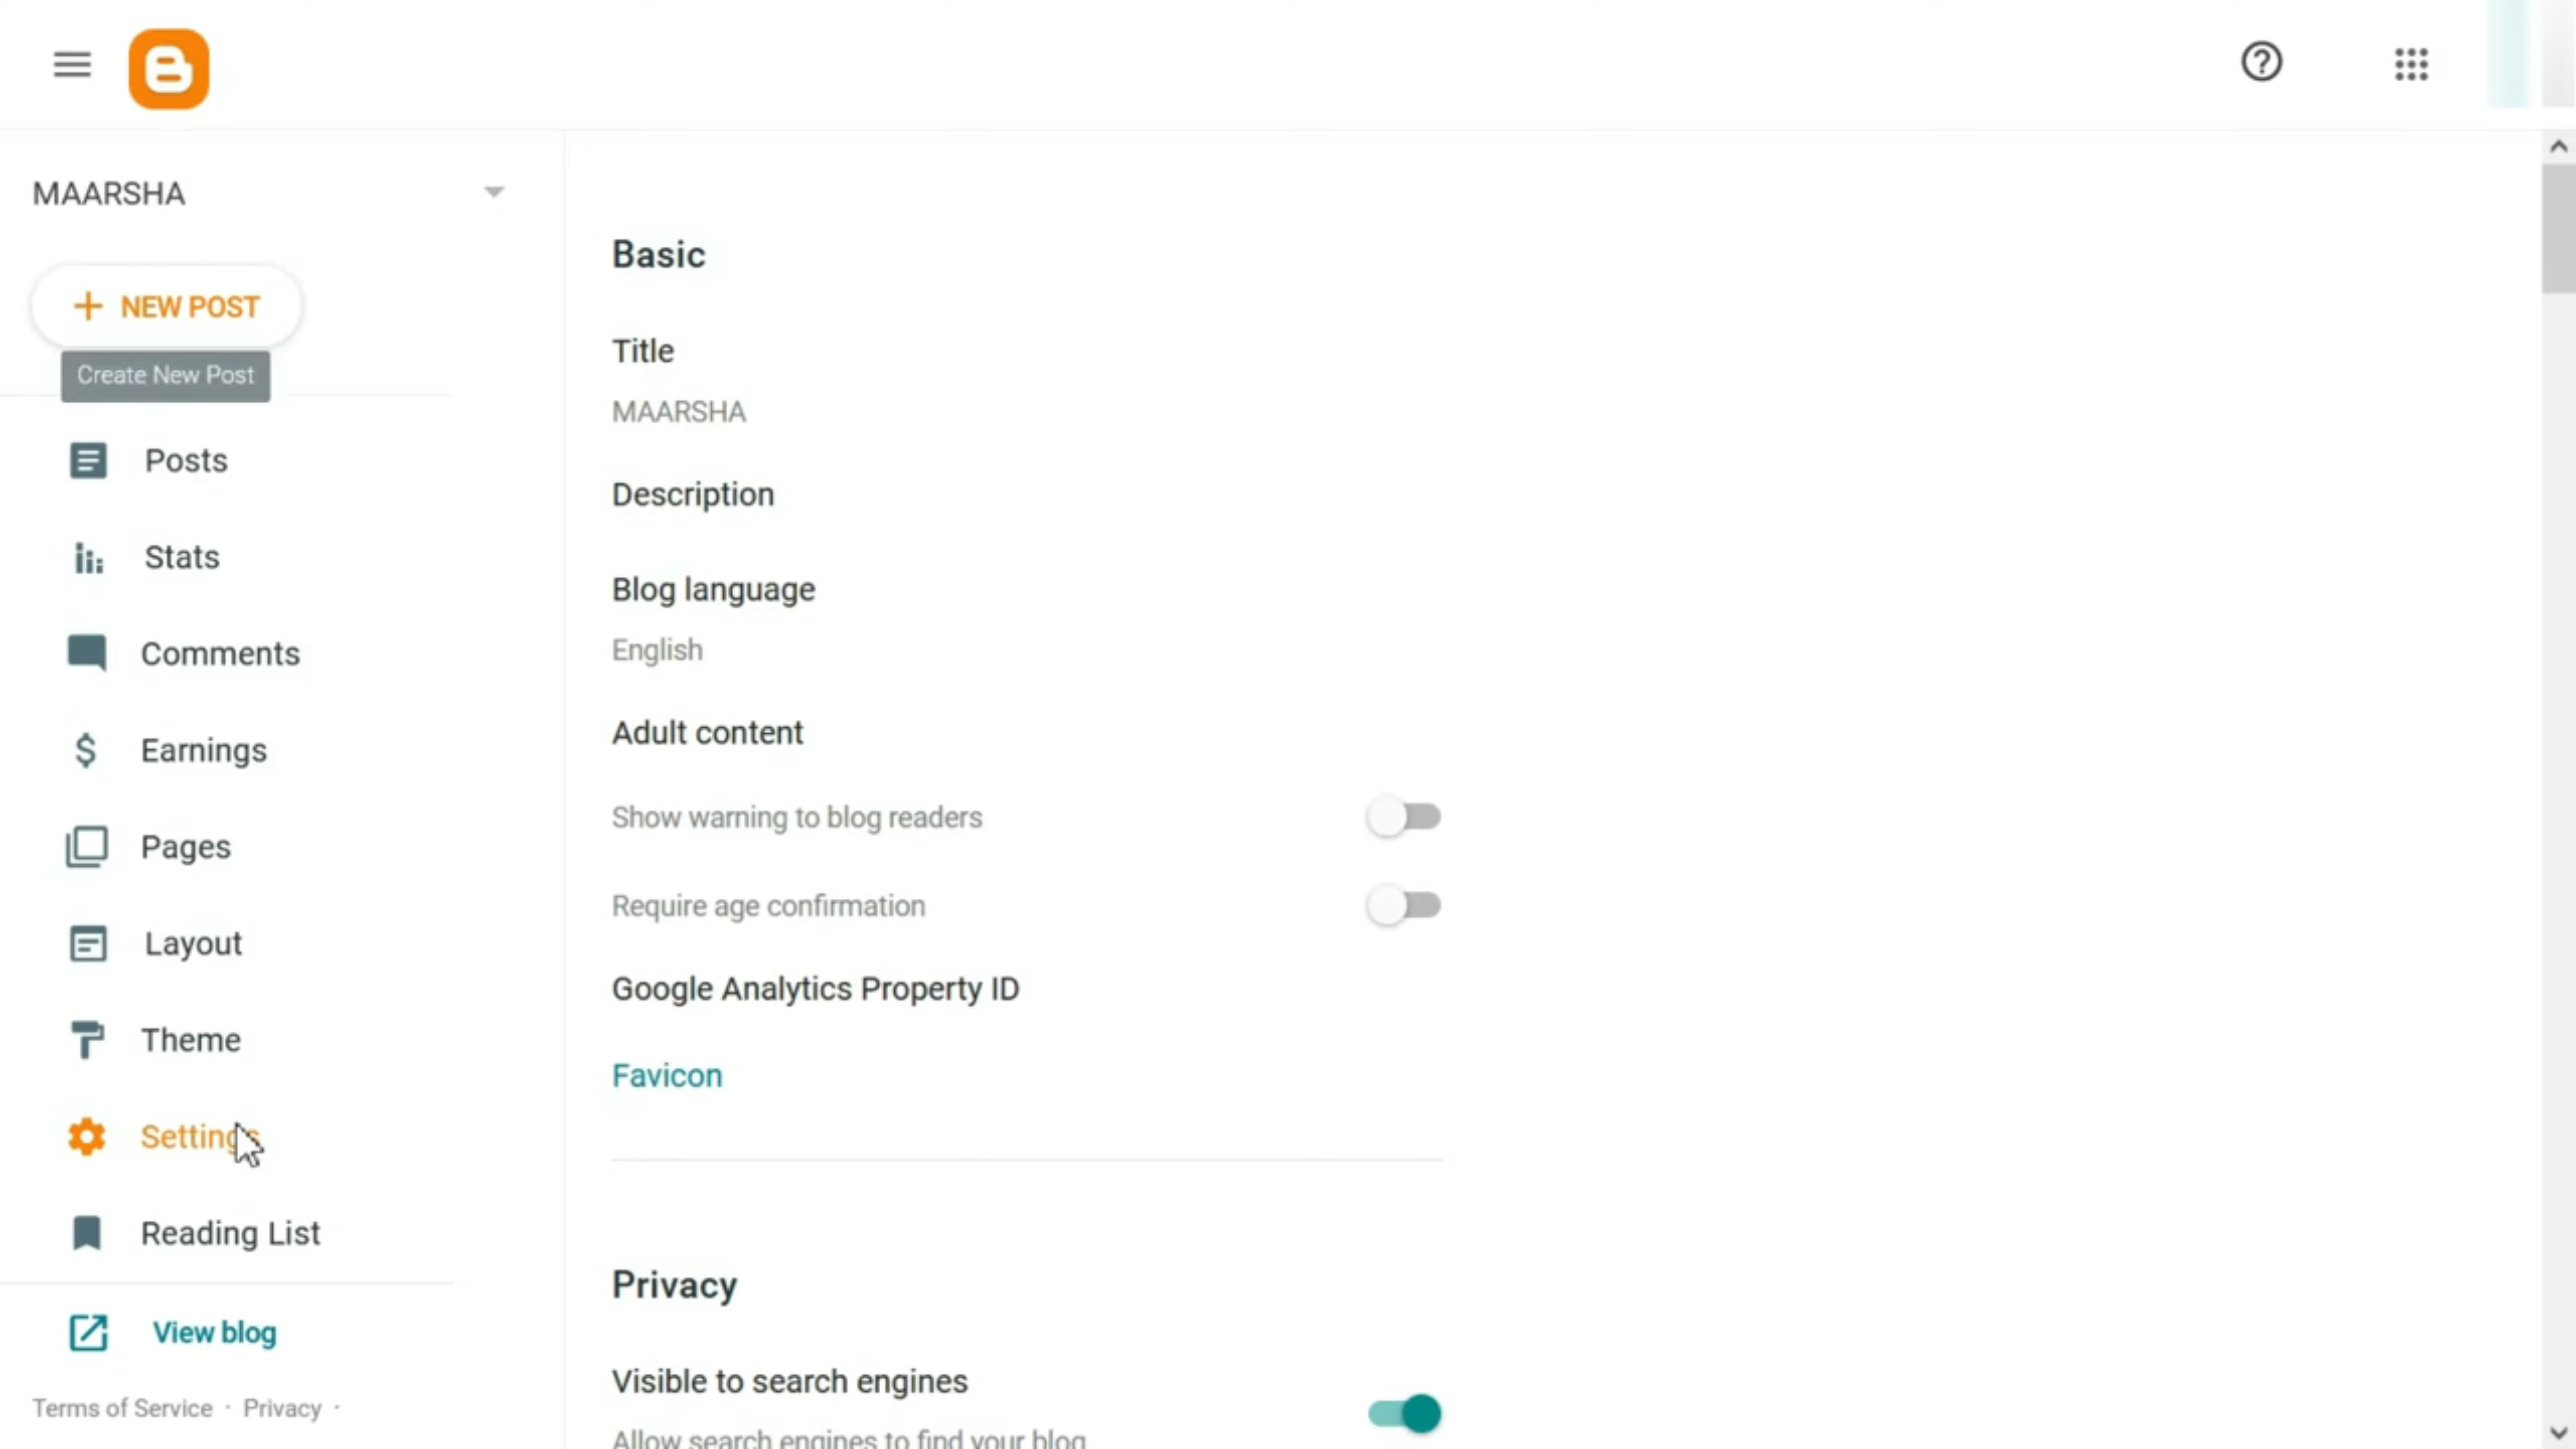 MAARSHA
NEW POST
Create New Post
Posts
Stats
Comments
Earnings
Pages
Layout
Theme
Settings
Reading List
View blog
Terms of Service · Privacy ·
Basic
Title
MAARSHA
Description
Blog language
English
Adult content
Show warning to blog readers
Require age confirmation
Google Analytics Property ID
Favicon
Privacy
Visible to search engines
Allow search engines to find your blog